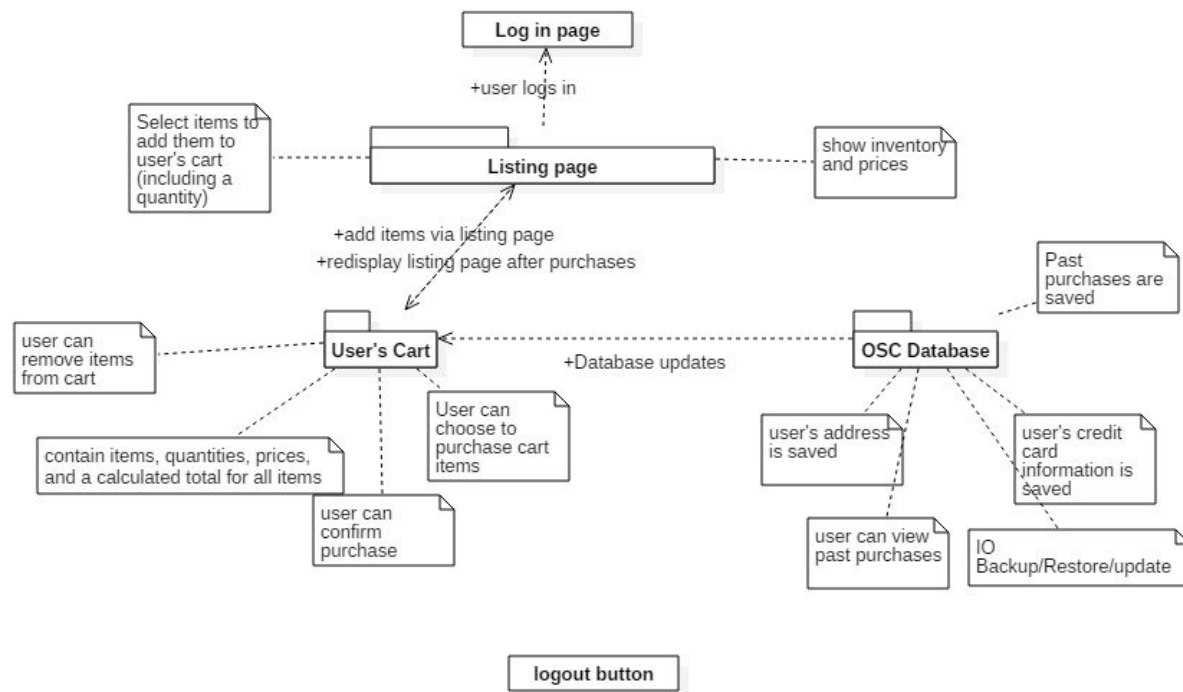 Log in page
+user logs in
Select items to
add them to
user's cart
(including a
quantity)
Listing page
show inventory
and prices
+add items via listing page
+redisplay listing page after purchases
Past
purchases are
saved
user can
remove items
from cart
User's Cart
+Database updates
OSC Database
User can
choose to
purchase cart
items
contain items, quantities, prices,
and a calculated total for all items
user can
confirm
purchase
user's address
is saved
user's credit
card
information is
saved
user can view
past purchases
IO
Backup/Restore/update
logout button